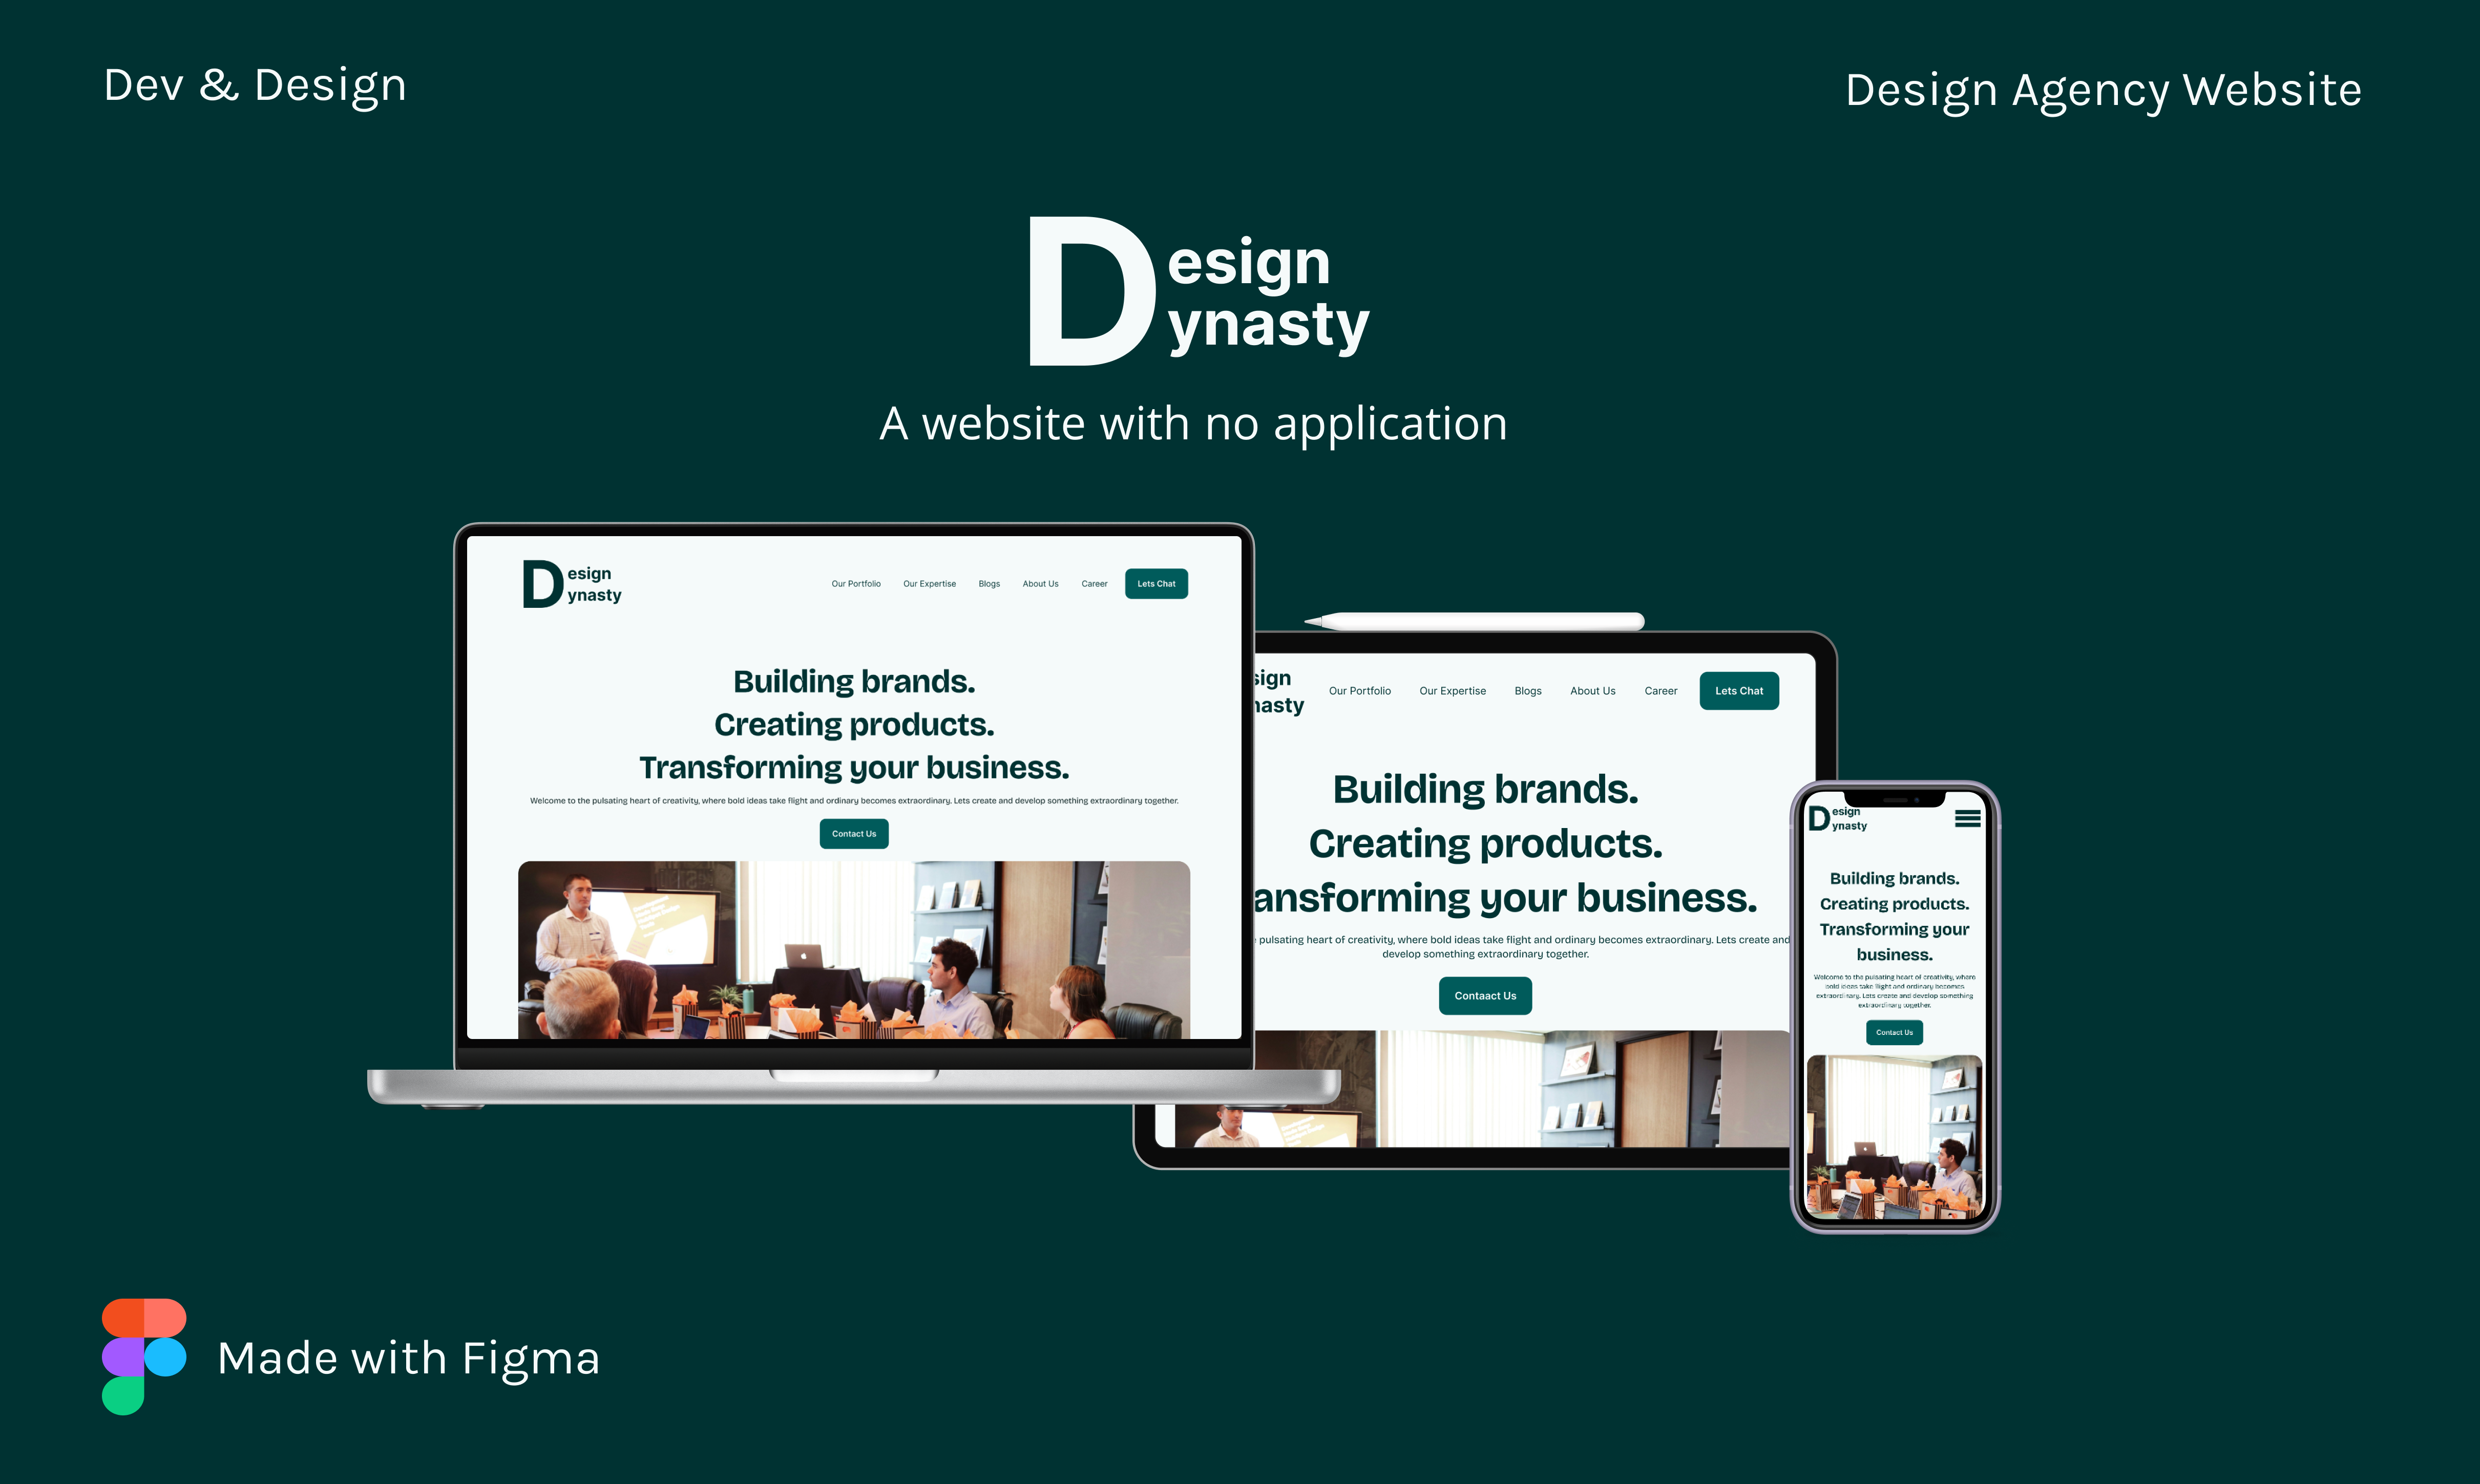 Dev & Design
Design Agency Website
Design
ynasty
A website with no application
Design
ynasty
Our Portfolio Our Expertise Blogs About Us Career Lets Chat
Building brands.
Creating products.
Transforming your business.
Welcome to the pulsating heart of creativity, where bold ideas take flight and ordinary becomes extraordinary. Lets create and develop something extraordinary together.
Contact Us
sign
nasty
Our Portfolio Our Expertise Blogs About Us Career Lets Chat
Building brands.
Creating products.
ansforming your business.
pulsating heart of creativity, where bold ideas take flight and ordinary becomes extraordinary. Lets create and
develop something extraordinary together.
Contaact Us
Design
ynasty
Building brands.
Creating products.
Transforming your
business.
Welcome to the pulsating heart of creativity, where
bold ideas take flight and ordinary becomes
extraordinary. Lets create and develop something
extraordinary together.
Contact Us
Made with Figma